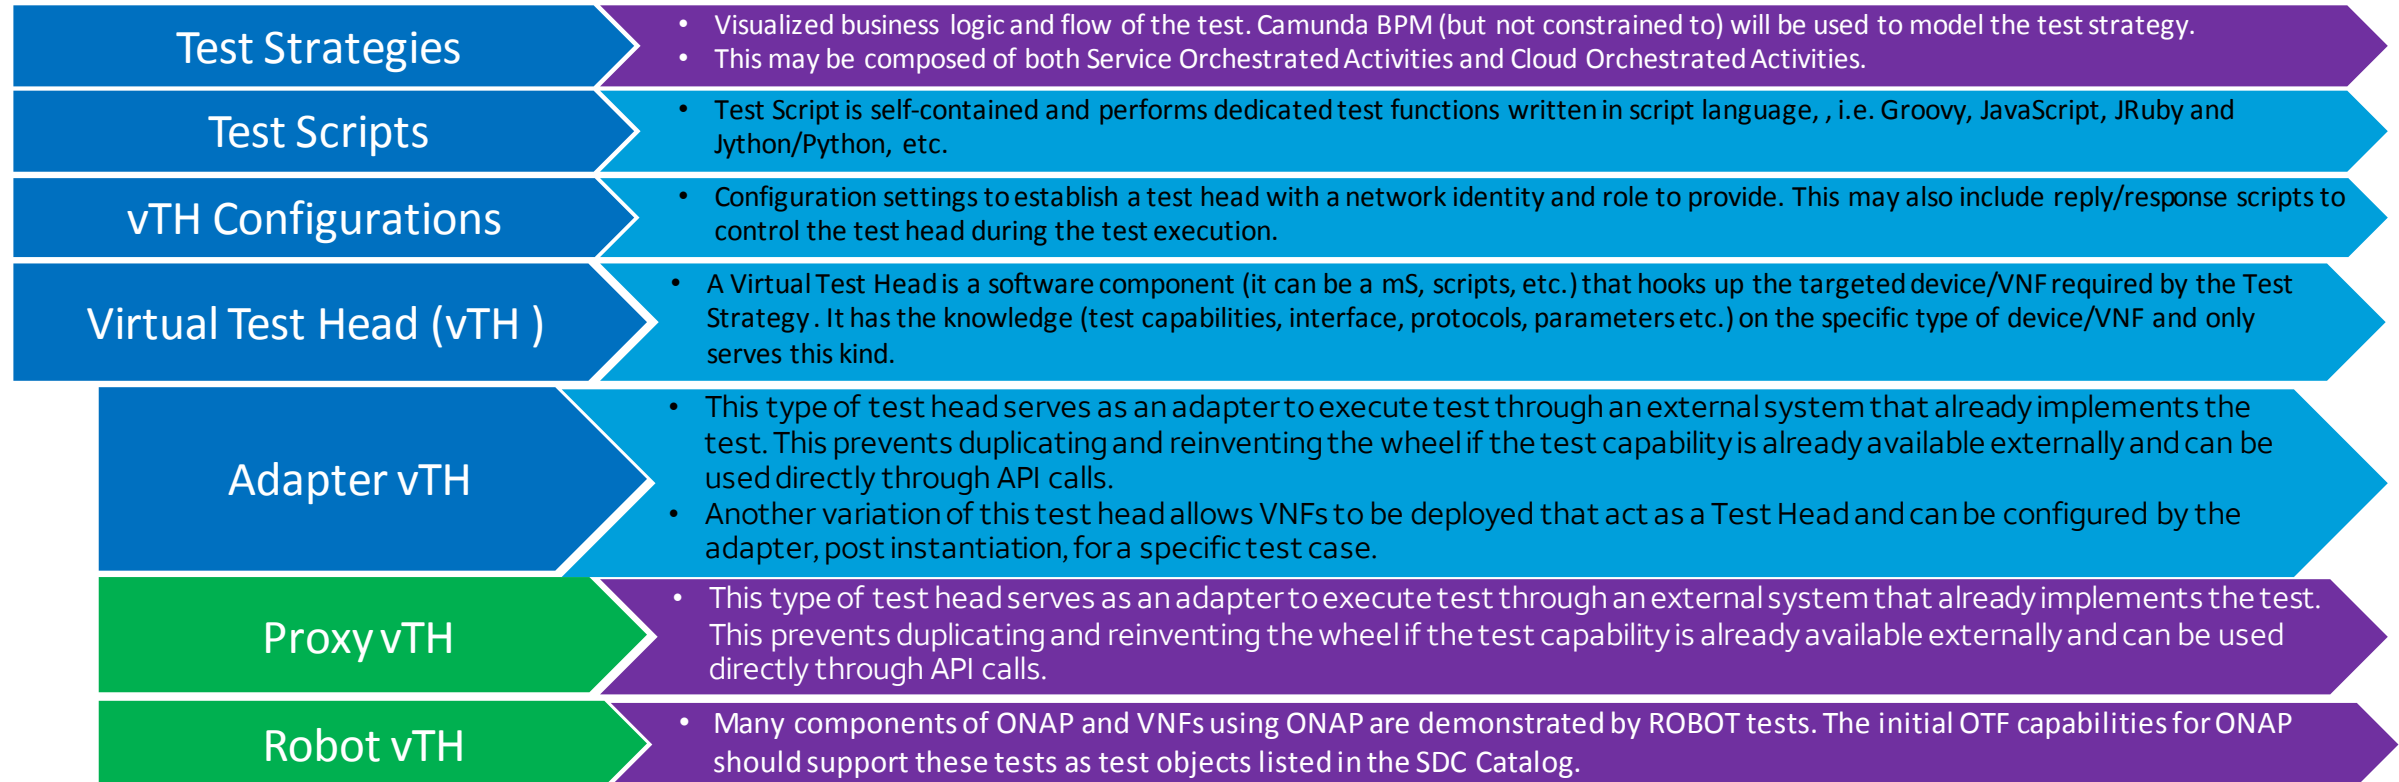 Test Strategies
• Visualized business logic and flow of the test. Camunda BPM (but not constrained to) will be used to model the test strategy.
• This may be composed of both Service Orchestrated Activities and Cloud Orchestrated Activities.
Test Scripts
• Test Script is self-contained and performs dedicated test functions written in script language, , i.e. Groovy, JavaScript, JRuby and
Jython/Python, etc.
vTH Configurations
• Configuration settings to establish a test head with a network identity and role to provide. This may also include reply/response scripts to
control the test head during the test execution.
Virtual Test Head (vTH )
• A Virtual Test Head is a software component (it can be a mS, scripts, etc.) that hooks up the targeted device/VNF required by the Test
Strategy . It has the knowledge (test capabilities, interface, protocols, parameters etc.) on the specific type of device/VNF and only
serves this kind.
Adapter vTH
• This type of test head serves as an adapter to execute test through an external system that already implements the
test. This prevents duplicating and reinventing the wheel if the test capability is already available externally and can be
used directly through API calls.
• Another variation of this test head allows VNFs to be deployed that act as a Test Head and can be configured by the
adapter, post instantiation, for a specific test case.
Proxy vTH
• This type of test head serves as an adapter to execute test through an external system that already implements the test.
This prevents duplicating and reinventing the wheel if the test capability is already available externally and can be used
directly through API calls.
Robot vTH
• Many components of ONAP and VNFs using ONAP are demonstrated by ROBOT tests. The initial OTF capabilities for ONAP
should support these tests as test objects listed in the SDC Catalog.